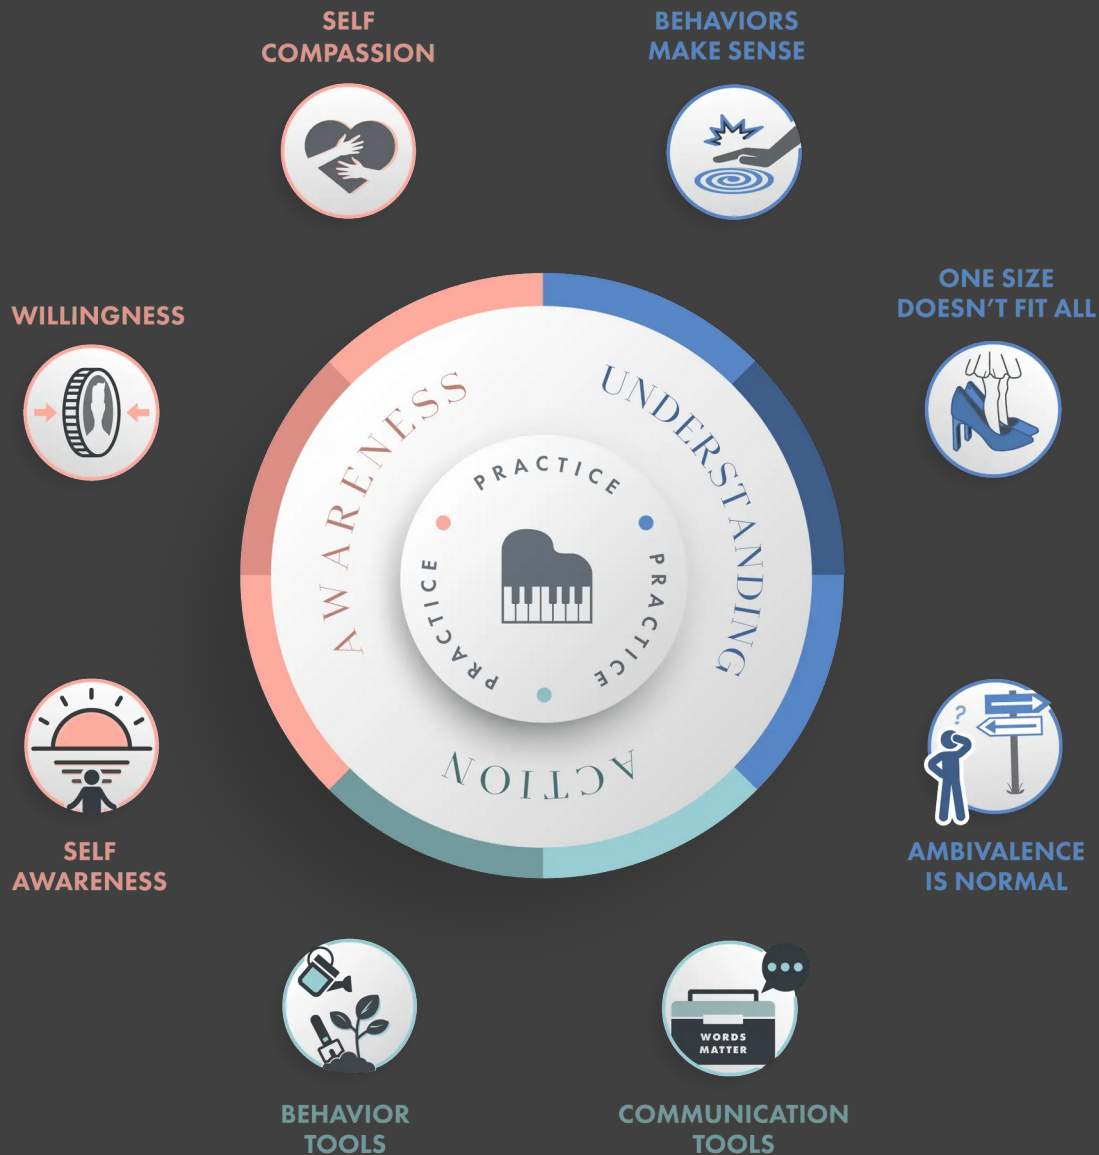 SELF
COMPASSION
BEHAVIORS
MAKE SENSE
WILLINGNESS
ONE SIZE
DOESN'T FIT ALL
AWARENESS
UNDERSTANDING
PRACTICE
PRACTICE
PRACTICE
ACTION
?
SELF
AWARENESS
AMBIVALENCE
IS NORMAL
WORDS
MATTER
BEHAVIOR
TOOLS
COMMUNICATION
TOOLS